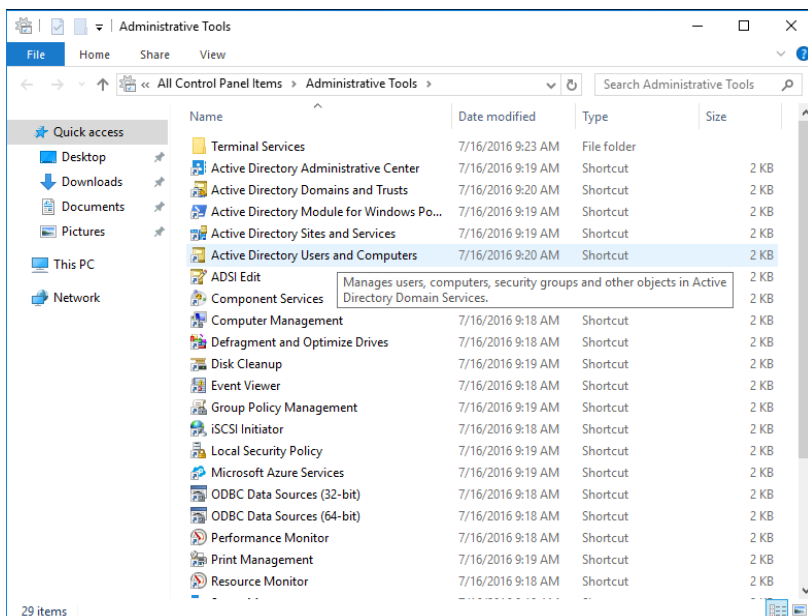 Administrative Tools
File Home Share View
« All Control Panel Items > Administrative Tools > Search Administrative Tools
Name Date modified Type Size
Quick access
Desktop
Downloads
Documents
Pictures
This PC
Network
Terminal Services 7/16/2016 9:23 AM File folder
Active Directory Administrative Center 7/16/2016 9:19 AM Shortcut 2 KB
Active Directory Domains and Trusts 7/16/2016 9:20 AM Shortcut 2 KB
Active Directory Module for Windows Po... 7/16/2016 9:19 AM Shortcut 2 KB
Active Directory Sites and Services 7/16/2016 9:19 AM Shortcut 2 KB
Active Directory Users and Computers 7/16/2016 9:20 AM Shortcut 2 KB
ADSI Edit 2 KB
Manages users, computers, security groups and other objects in Active
Directory Domain Services.
Component Services 2 KB
Computer Management 7/16/2016 9:18 AM Shortcut 2 KB
Defragment and Optimize Drives 7/16/2016 9:18 AM Shortcut 2 KB
Disk Cleanup 7/16/2016 9:19 AM Shortcut 2 KB
Event Viewer 7/16/2016 9:18 AM Shortcut 2 KB
Group Policy Management 7/16/2016 9:19 AM Shortcut 2 KB
iSCSI Initiator 7/16/2016 9:18 AM Shortcut 2 KB
Local Security Policy 7/16/2016 9:19 AM Shortcut 2 KB
Microsoft Azure Services 7/16/2016 9:19 AM Shortcut 2 KB
ODBC Data Sources (32-bit) 7/16/2016 9:18 AM Shortcut 2 KB
ODBC Data Sources (64-bit) 7/16/2016 9:18 AM Shortcut 2 KB
Performance Monitor 7/16/2016 9:18 AM Shortcut 2 KB
Print Management 7/16/2016 9:19 AM Shortcut 2 KB
Resource Monitor 7/16/2016 9:18 AM Shortcut 2 KB
29 items